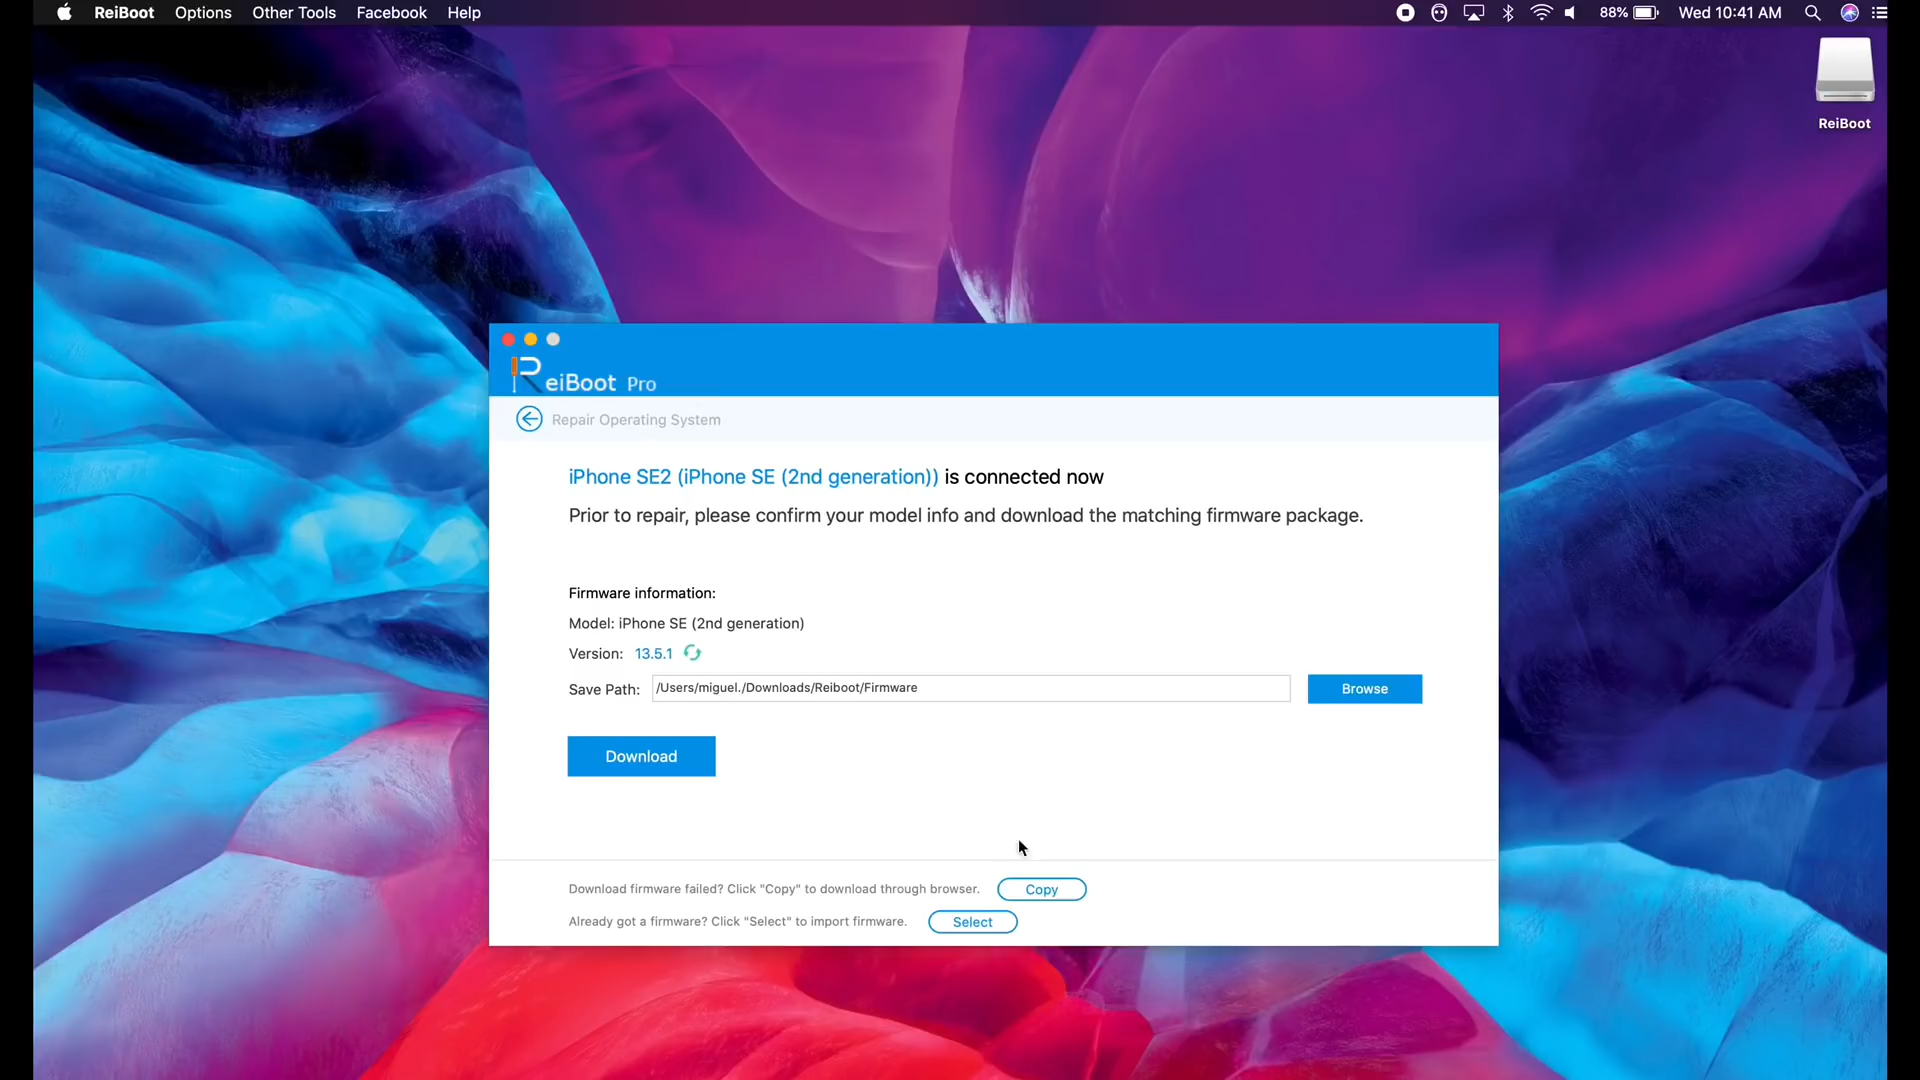 ReiBoot Options Other Tools Facebook Help 88% Wed 10:41 AM
ReiBoot
ReiBoot Pro
Repair Operating System
iPhone SE2 (iPhone SE (2nd generation)) is connected now
Prior to repair, please confirm your model info and download the matching firmware package.
Firmware information:
Model: iPhone SE (2nd generation)
Version: 13.5.1
Save Path: /Users/miguel./Downloads/Reiboot/Firmware Browse
Download
Download firmware failed? Click "Copy" to download through browser. Copy
Already got a firmware? Click "Select" to import firmware. Select